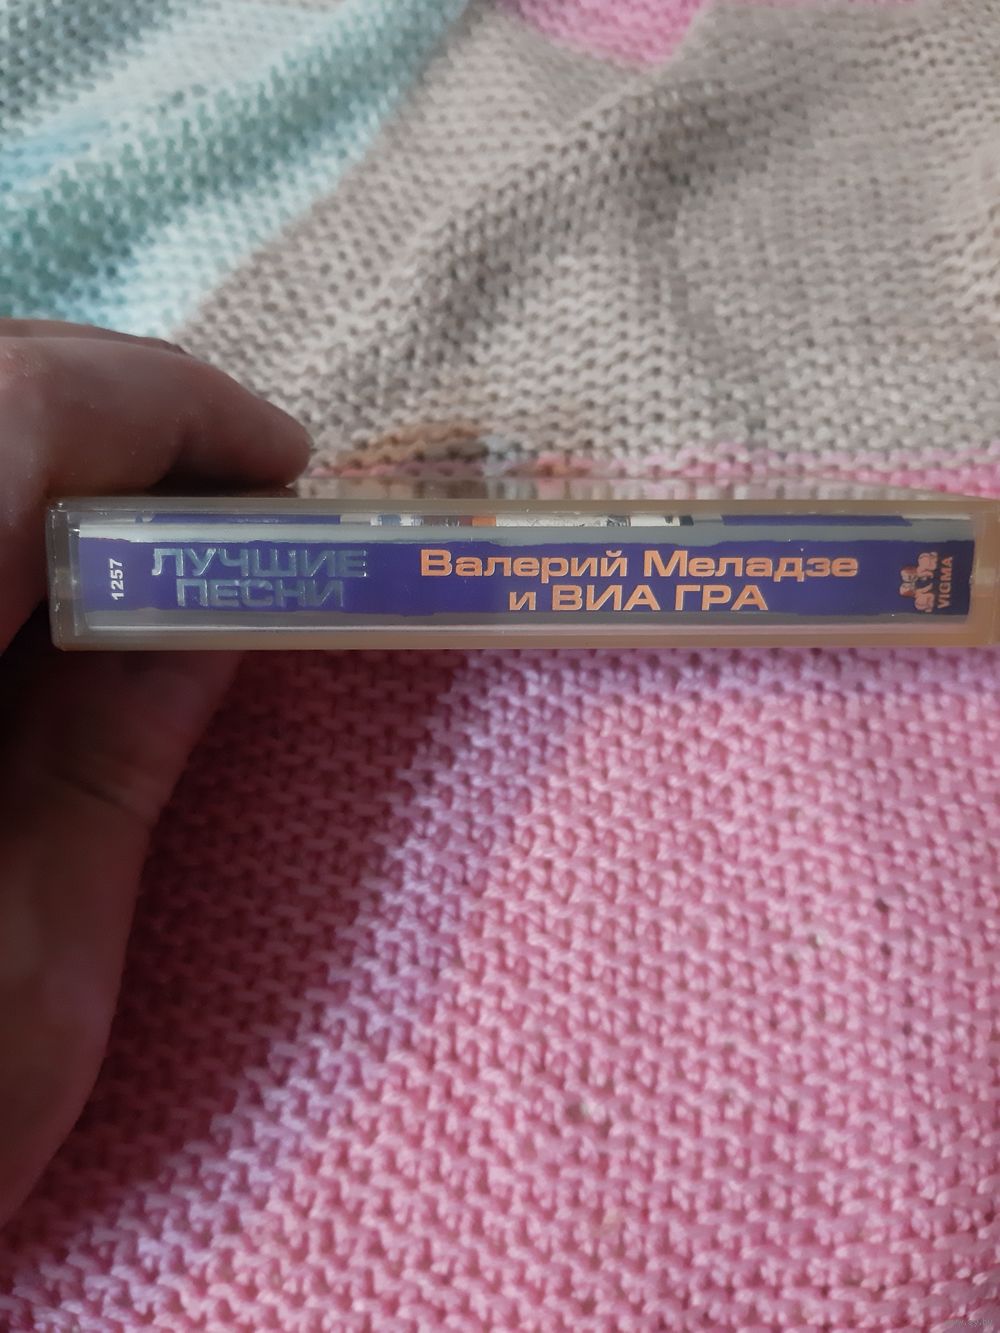 1257
ЛУЧШИЕ
ПЕСНИ
Валерий Меладзе
и ВИА ГРА
VIGMA